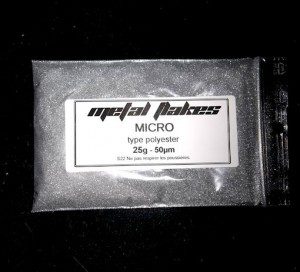 metal flakes
MICRO
type polyester
25g - 50µm
S22 Ne pas respirer les poussières.